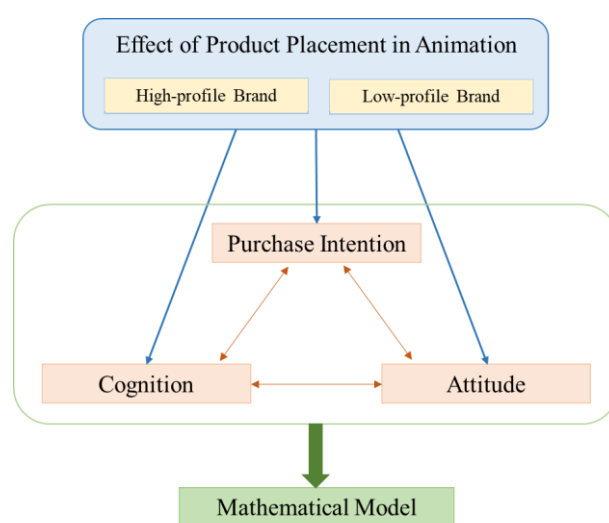 Effect of Product Placement in Animation
High-profile Brand
Low-profile Brand
Purchase Intention
Cognition
Attitude
Mathematical Model